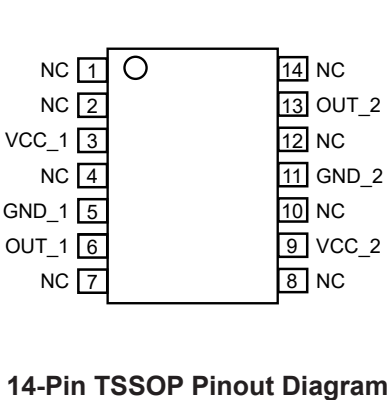 NC 1 14 NC
NC 2 13 OUT_2
VCC_1 3 12 NC
NC 4 11 GND_2
GND_1 5 10 NC
OUT_1 6 9 VCC_2
NC 7 8 NC
14-Pin TSSOP Pinout Diagram